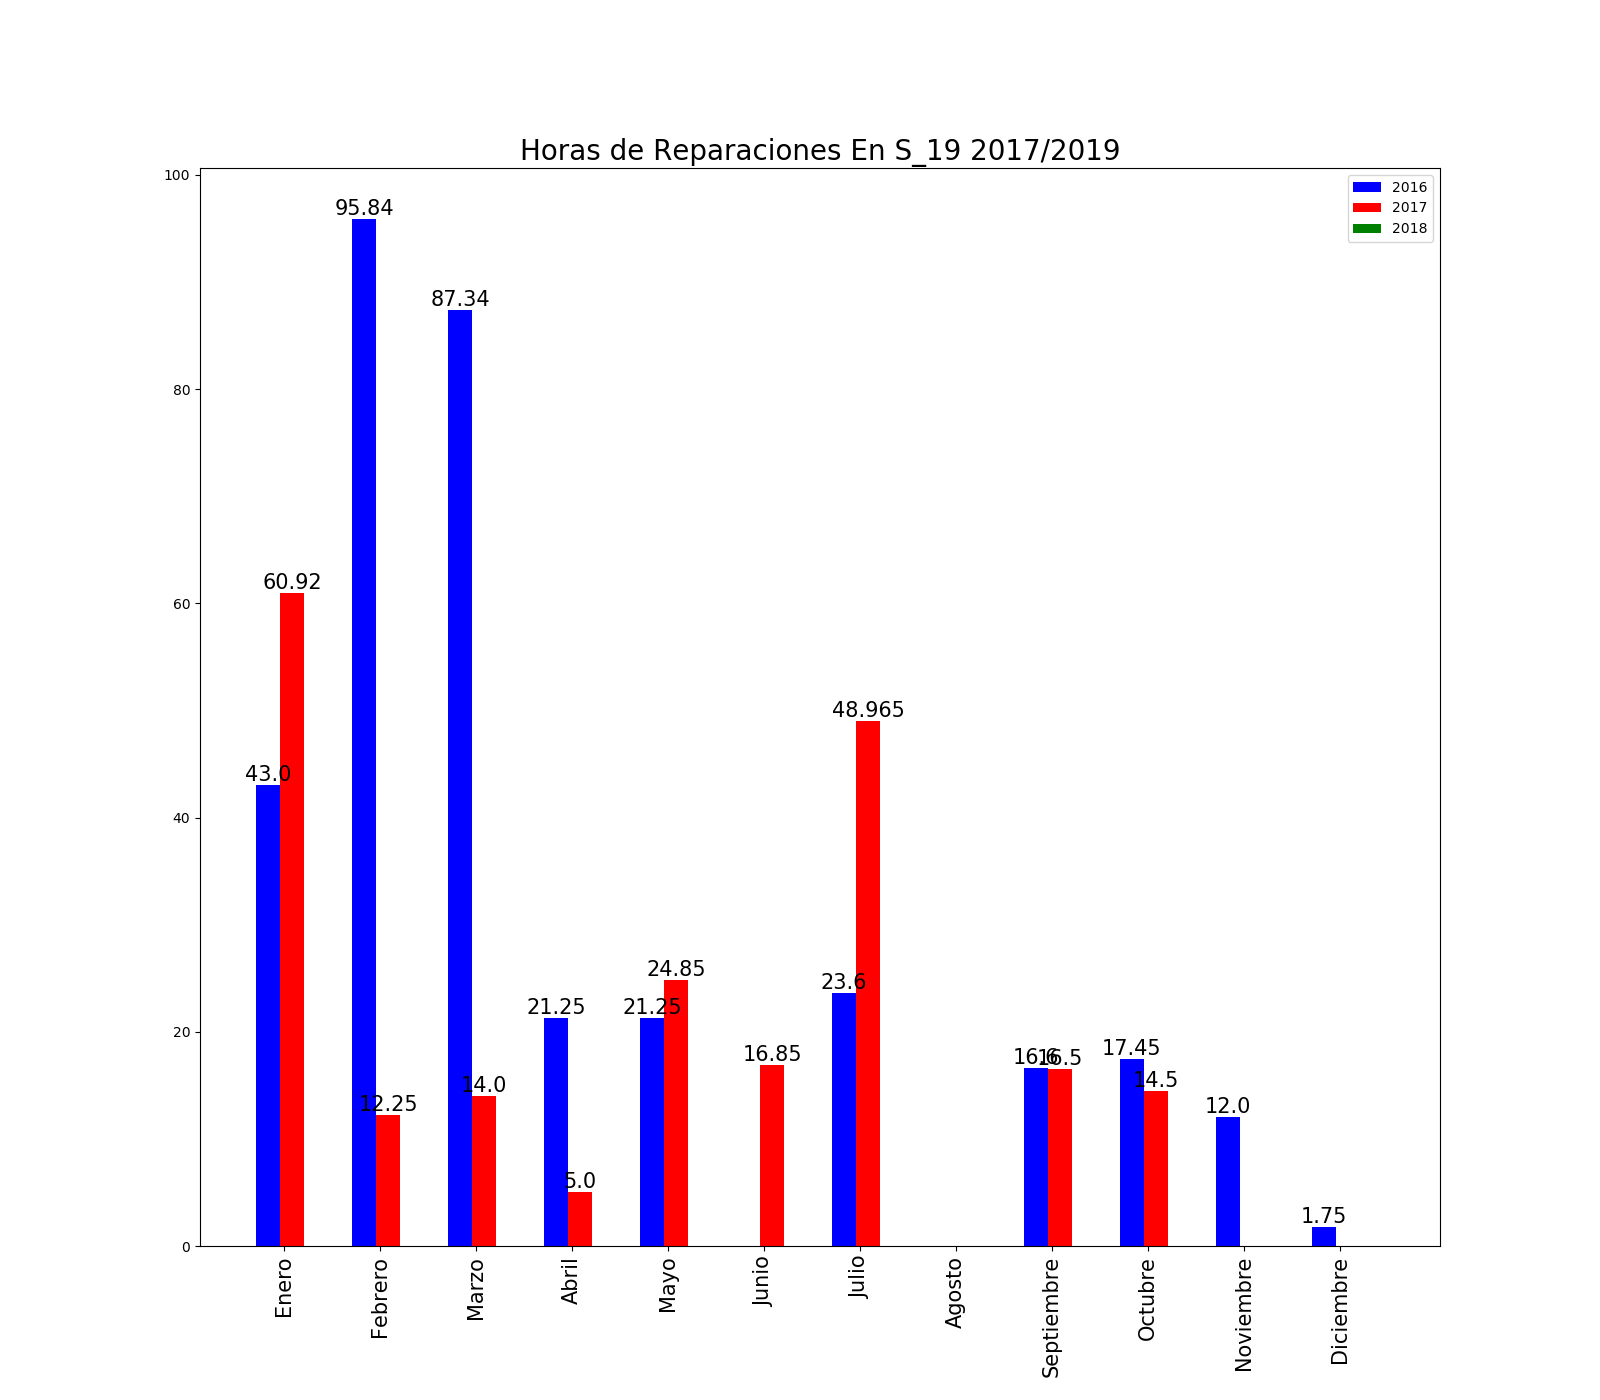 Horas de Reparaciones En S_19 2017/2019
2016
2017
2018
100
80
60
40
20
0
95.84
87.34
60.92
48.965
43.0
24.85
23.6
21.25
21.25
17.45
16.85
16.6
16.5
14.5
14.0
12.25
12.0
5.0
1.75
Enero
Febrero
Marzo
Abril
Mayo
Junio
Julio
Agosto
Septiembre
Octubre
Noviembre
Diciembre